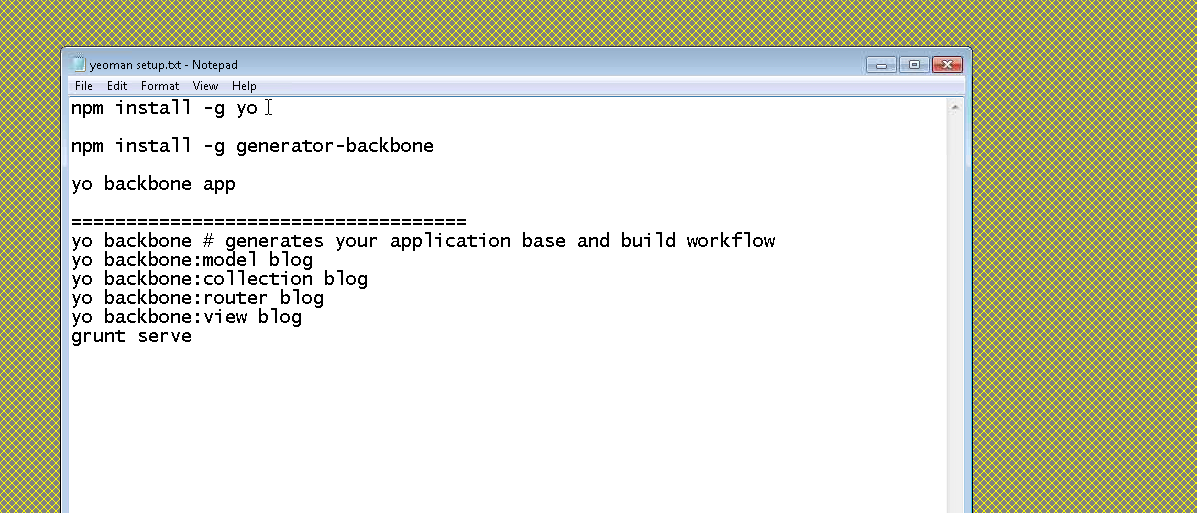 yeoman setup.txt - Notepad
File Edit Format View Help
npm install -g yo
npm install -g generator-backbone
yo backbone app
====================================
yo backbone # generates your application base and build workflow
yo backbone:model blog
yo backbone:collection blog
yo backbone:router blog
yo backbone:view blog
grunt serve